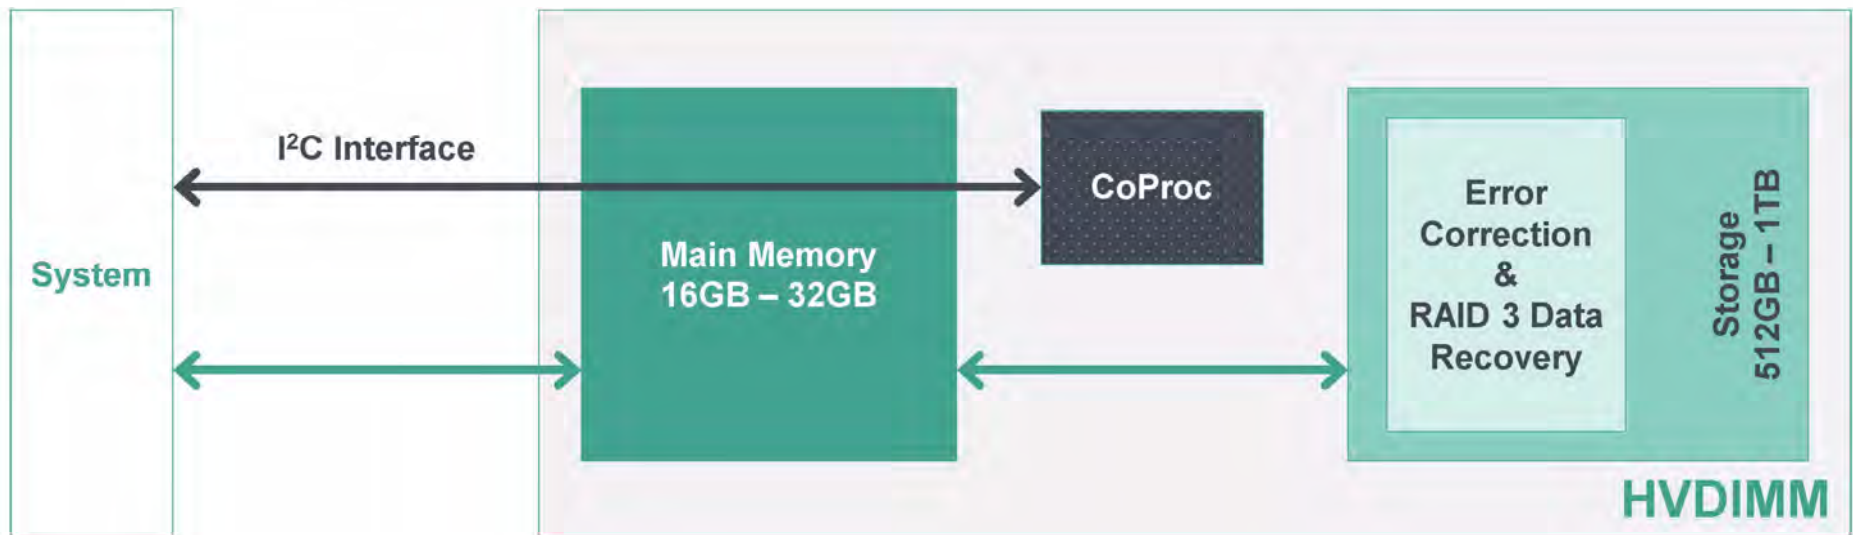 System
I²C Interface
Main Memory
16GB – 32GB
CoProc
Error
Correction
&
RAID 3 Data
Recovery
Storage
512GB – 1TB
HVDIMM